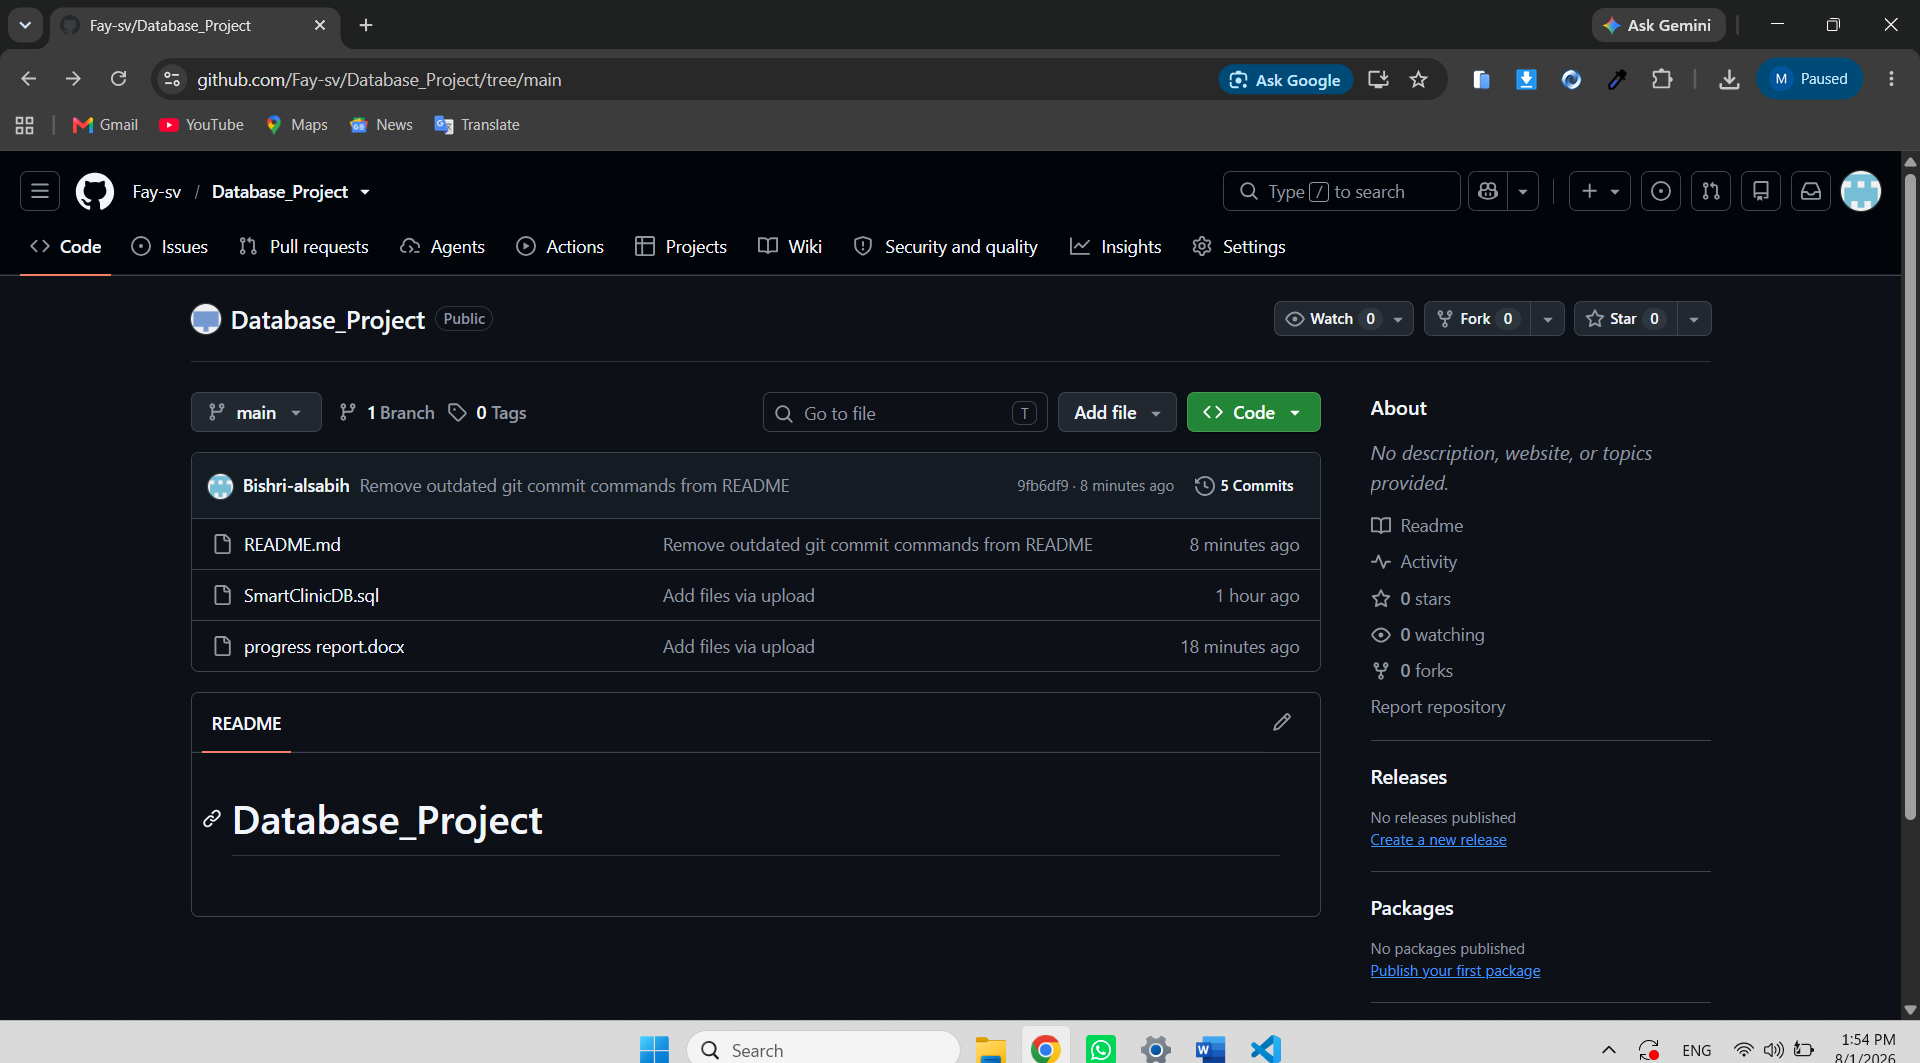 Fay-sv/Database_Project
Ask Gemini
github.com/Fay-sv/Database_Project/tree/main
Ask Google
M Paused
Gmail
YouTube
Maps
News
Translate
Fay-sv / Database_Project
Type / to search
Code
Issues
Pull requests
Agents
Actions
Projects
Wiki
Security and quality
Insights
Settings
Database_Project Public
Watch 0
Fork 0
Star 0
main
1 Branch
0 Tags
Go to file T
Add file
Code
Bishri-alsabih Remove outdated git commit commands from README 9fb6df9 · 8 minutes ago 5 Commits
README.md Remove outdated git commit commands from README 8 minutes ago
SmartClinicDB.sql Add files via upload 1 hour ago
progress report.docx Add files via upload 18 minutes ago
README
Database_Project
About
No description, website, or topics
provided.
Readme
Activity
0 stars
0 watching
0 forks
Report repository
Releases
No releases published
Create a new release
Packages
No packages published
Publish your first package
Search
ENG
1:54 PM
8/1/2026